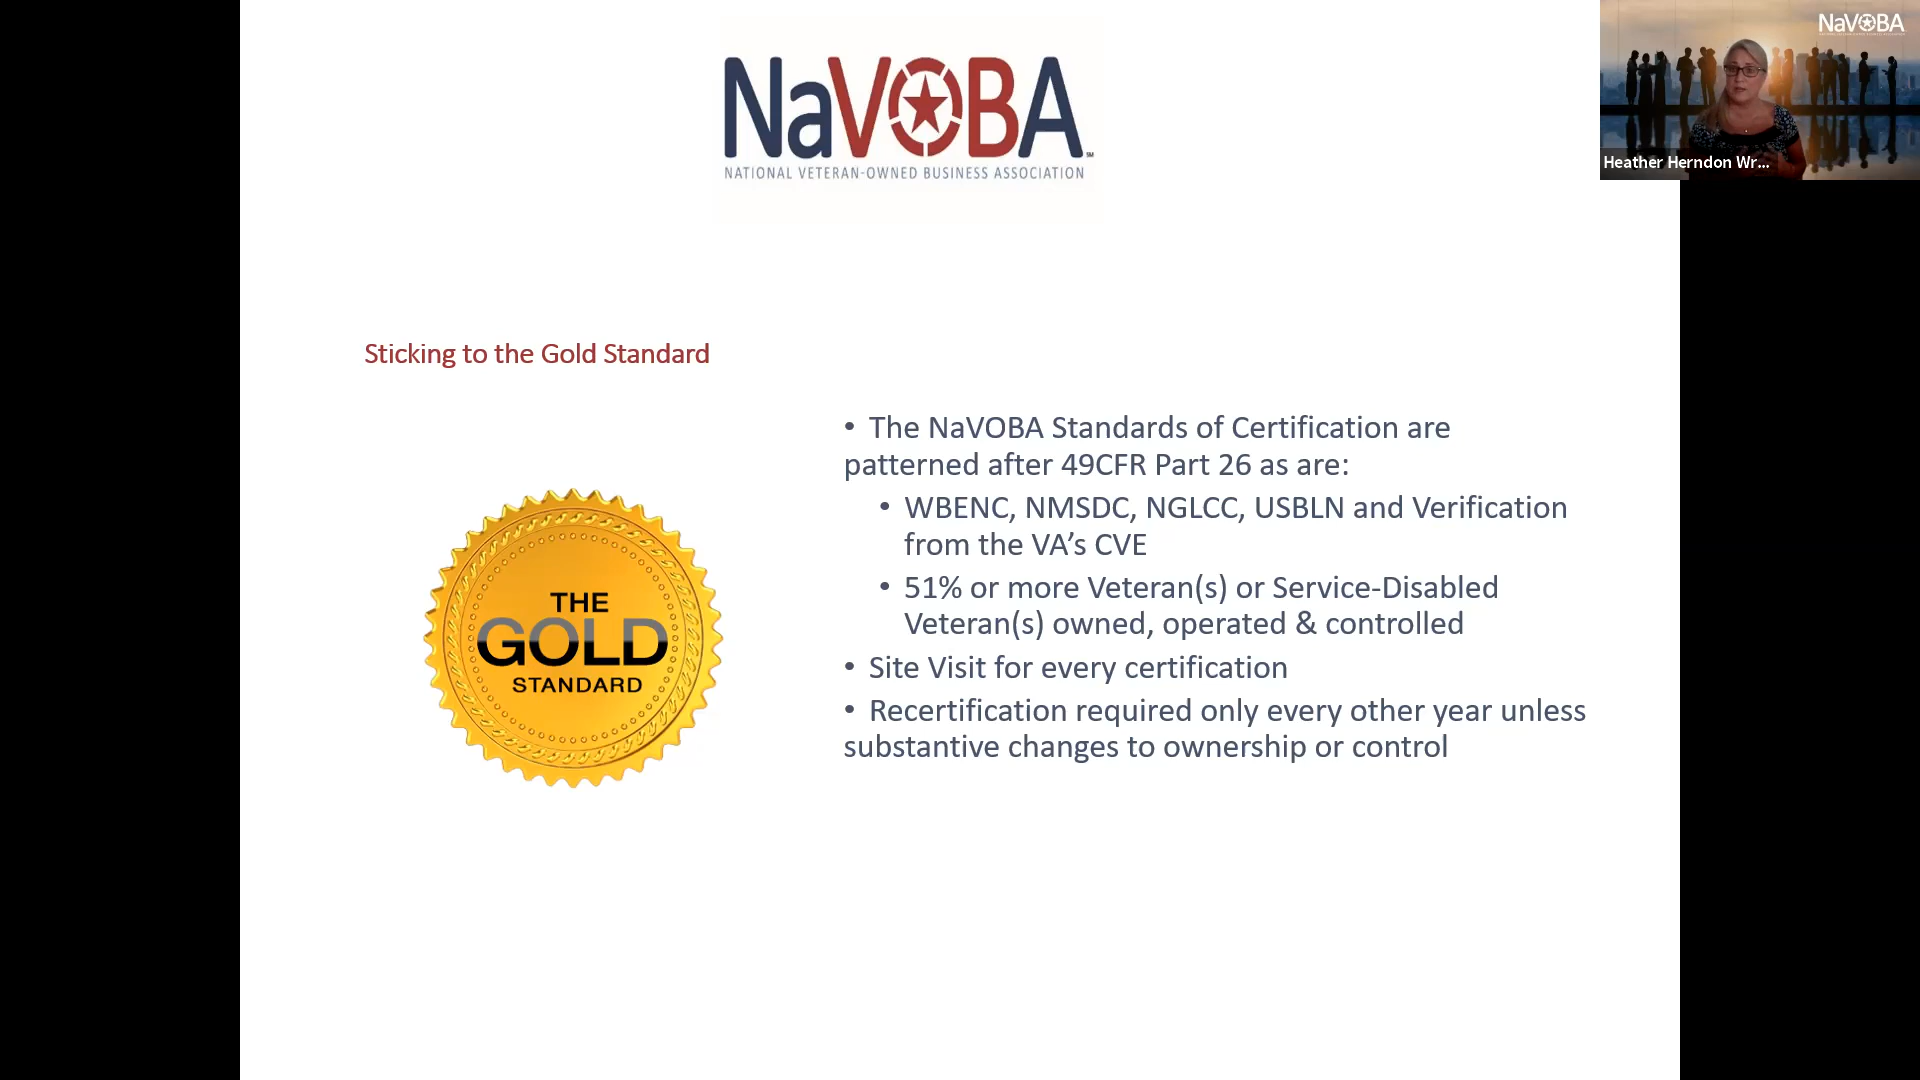 NaVOBA
NATIONAL VETERAN-OWNED BUSINESS ASSOCIATION
NaVOBA
Heather Herndon Wr...
Sticking to the Gold Standard
THE
GOLD
STANDARD
• The NaVOBA Standards of Certification are
patterned after 49CFR Part 26 as are:
• WBENC, NMSDC, NGLCC, USBLN and Verification
from the VA’s CVE
• 51% or more Veteran(s) or Service-Disabled
Veteran(s) owned, operated & controlled
• Site Visit for every certification
• Recertification required only every other year unless
substantive changes to ownership or control